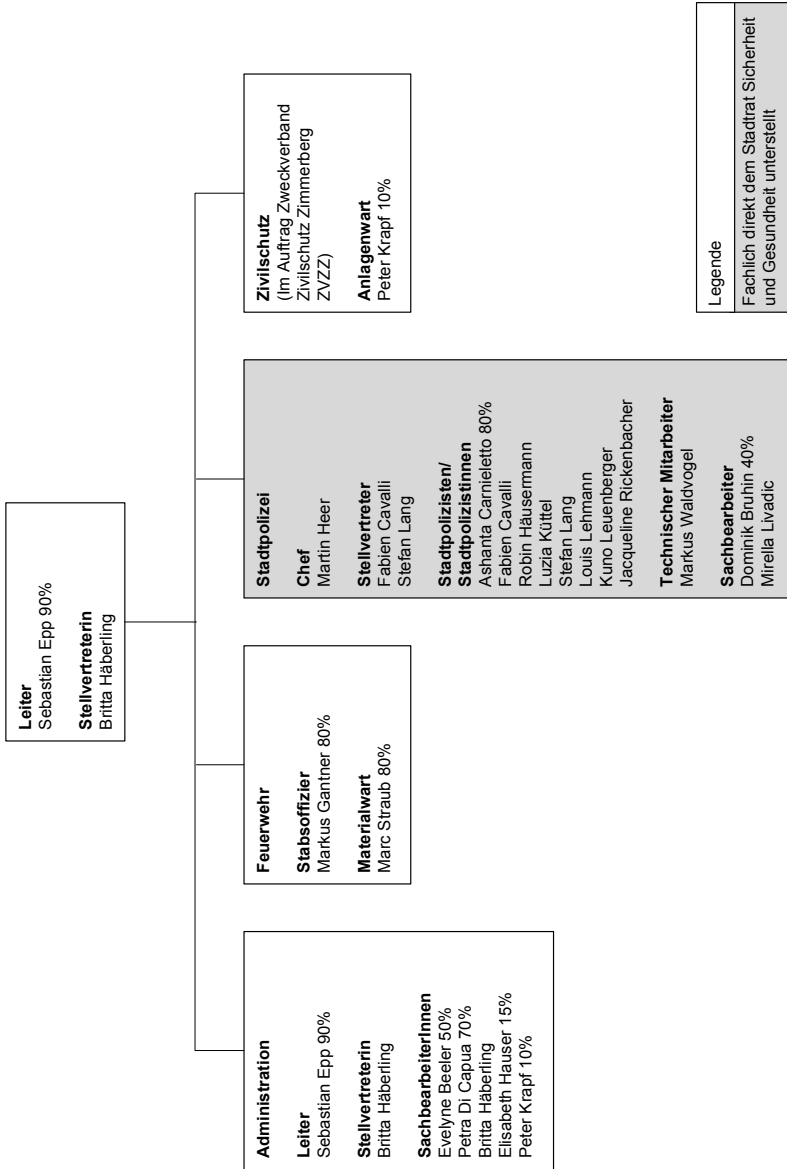 Leiter
Sebastian Epp 90%
Stellvertreterin
Britta Häberling
Administration
Leiter
Sebastian Epp 90%
Stellvertreterin
Britta Häberling
SachbearbeiterInnen
Evelyne Beeler 50%
Petra Di Capua 70%
Britta Häberling
Elisabeth Hauser 15%
Peter Krapf 10%
Feuerwehr
Stabsoffizier
Markus Gantner 80%
Materialwart
Marc Straub 80%
Stadtpolizei
Chef
Martin Heer
Stellvertreter
Fabien Cavalli
Stefan Lang
Stadtpolizisten/
Stadtpolizistinnen
Ashanta Carnieletto 80%
Fabien Cavalli
Robin Häusermann
Luzia Küttel
Stefan Lang
Louis Lehmann
Kuno Leuenberger
Jacqueline Rickenbacher
Technischer Mitarbeiter
Markus Waldvogel
Sachbearbeiter
Dominik Bruhin 40%
Mirella Livadic
Zivilschutz
(Im Auftrag Zweckverband
Zivilschutz Zimmerberg
ZVZZ)
Anlagenwart
Peter Krapf 10%
Legende
Fachlich direkt dem Stadtrat Sicherheit
und Gesundheit unterstellt